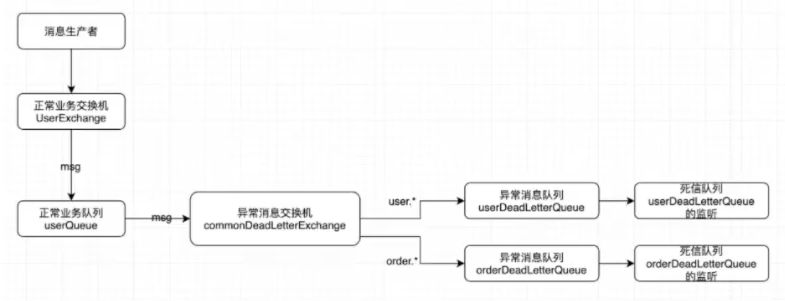 消息生产者
正常业务交换机
UserExchange
msg
正常业务队列
userQueue
msg
异常消息交换机
commonDeadLetterExchange
user.*
异常消息队列
userDeadLetterQueue
死信队列
userDeadLetterQueue
的监听
order.*
异常消息队列
orderDeadLetterQueue
死信队列
orderDeadLetterQueue
的监听